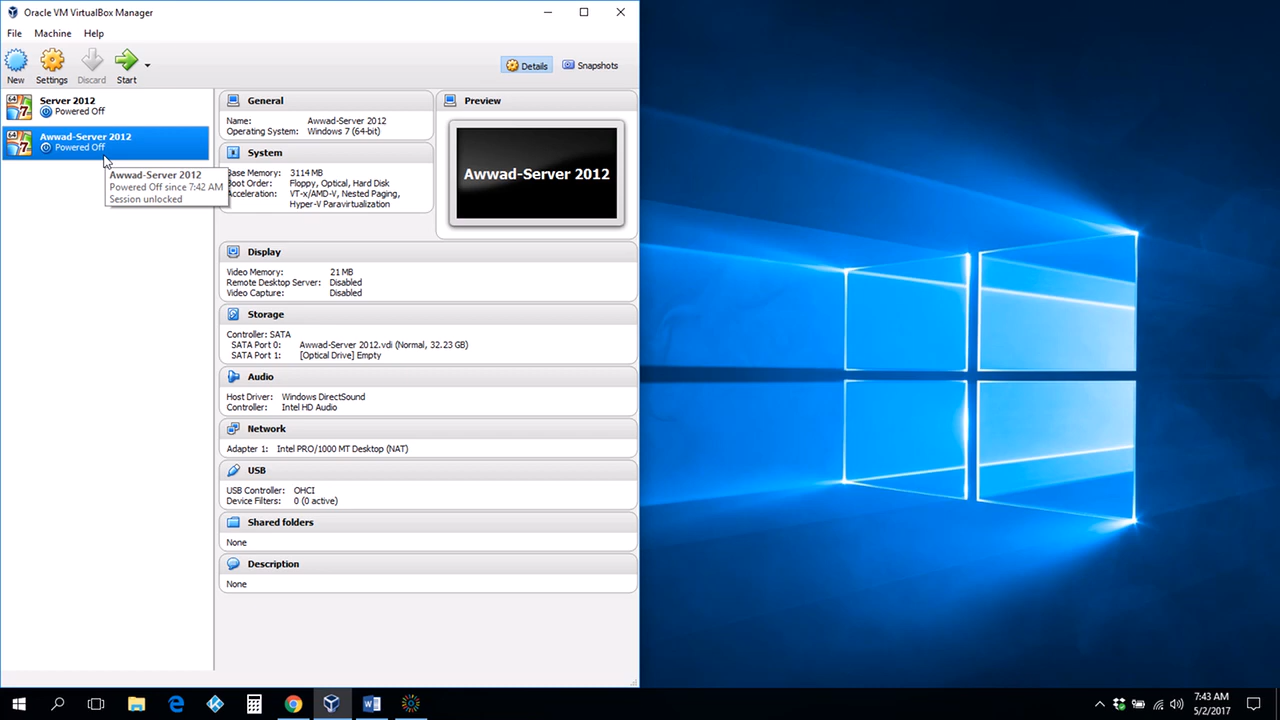 Oracle VM VirtualBox Manager
File Machine Help
New Settings Discard Start
Details Snapshots
64 7 Server 2012
Powered Off
64 7 Awwad-Server 2012
Powered Off
Awwad-Server 2012
Powered Off since 7:42 AM
Session unlocked
General
Name: Awwad-Server 2012
Operating System: Windows 7 (64-bit)
System
Base Memory: 3114 MB
Boot Order: Floppy, Optical, Hard Disk
Acceleration: VT-x/AMD-V, Nested Paging,
Hyper-V Paravirtualization
Preview
Awwad-Server 2012
Display
Video Memory: 21 MB
Remote Desktop Server: Disabled
Video Capture: Disabled
Storage
Controller: SATA
SATA Port 0: Awwad-Server 2012.vdi (Normal, 32.23 GB)
SATA Port 1: [Optical Drive] Empty
Audio
Host Driver: Windows DirectSound
Controller: Intel HD Audio
Network
Adapter 1: Intel PRO/1000 MT Desktop (NAT)
USB
USB Controller: OHCI
Device Filters: 0 (0 active)
Shared folders
None
Description
None
7:43 AM
5/2/2017